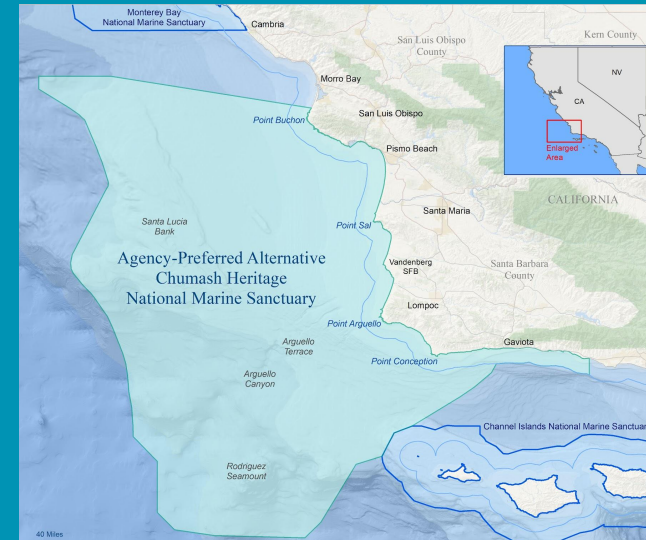 Monterey Bay
National Marine Sanctuary
Cambria
San Luis Obispo
County
Kern County
NV
CA
Enlarged
Area
Morro Bay
Point Buchon
San Luis Obispo
Pismo Beach
CALIFORNIA
Santa Lucia
Bank
Point Sal
Santa Maria
Agency-Preferred Alternative
Chumash Heritage
National Marine Sanctuary
Vandenberg
SFB
Santa Barbara
County
Lompoc
Point Arguello
Arguello
Terrace
Gaviota
Point Conception
Arguello
Canyon
Channel Islands National Marine Sanctuar
Rodriguez
Seamount
40 Miles